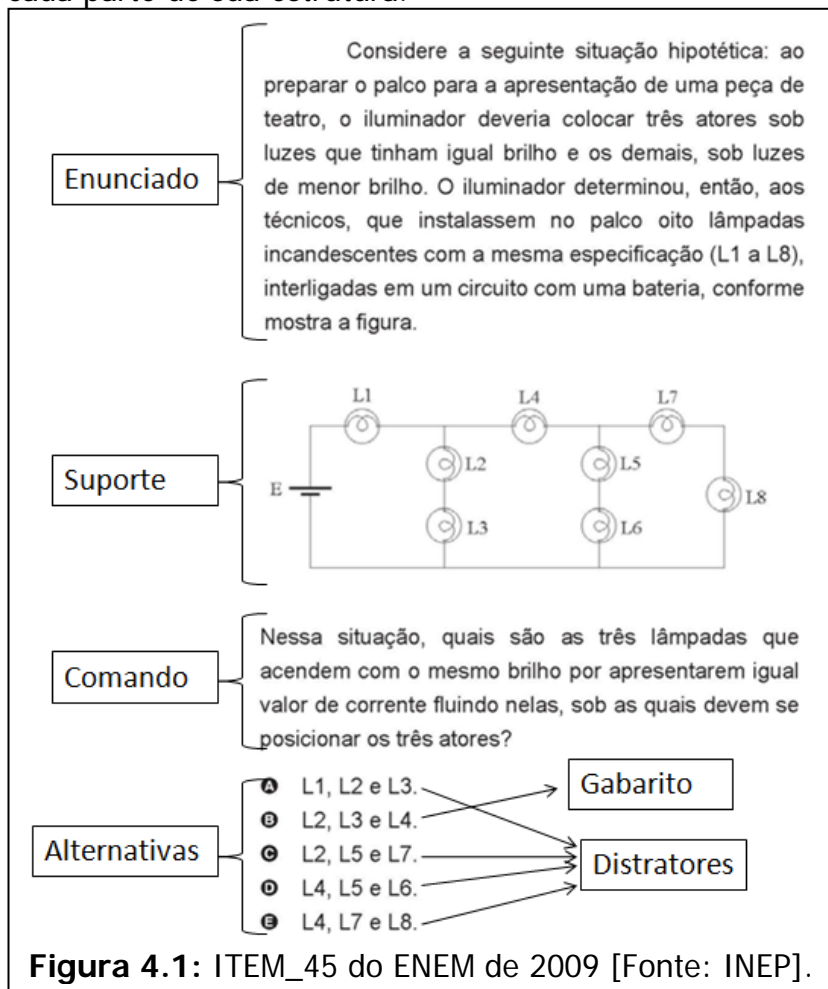 Enunciado
Considere a seguinte situação hipotética: ao
preparar o palco para a apresentação de uma peça de
teatro, o iluminador deveria colocar três atores sob
luzes que tinham igual brilho e os demais, sob luzes
de menor brilho. O iluminador determinou, então, aos
técnicos, que instalassem no palco oito lâmpadas
incandescentes com a mesma especificação (L1 a L8),
interligadas em um circuito com uma bateria, conforme
mostra a figura.
Suporte
L1 L4 L7
L2 L5
E L8
L3 L6
Comando
Nessa situação, quais são as três lâmpadas que
acendem com o mesmo brilho por apresentarem igual
valor de corrente fluindo nelas, sob as quais devem se
posicionar os três atores?
Alternativas
A L1, L2 e L3.
B L2, L3 e L4.
C L2, L5 e L7.
D L4, L5 e L6.
E L4, L7 e L8.
Gabarito
Distratores
Figura 4.1: ITEM_45 do ENEM de 2009 [Fonte: INEP].